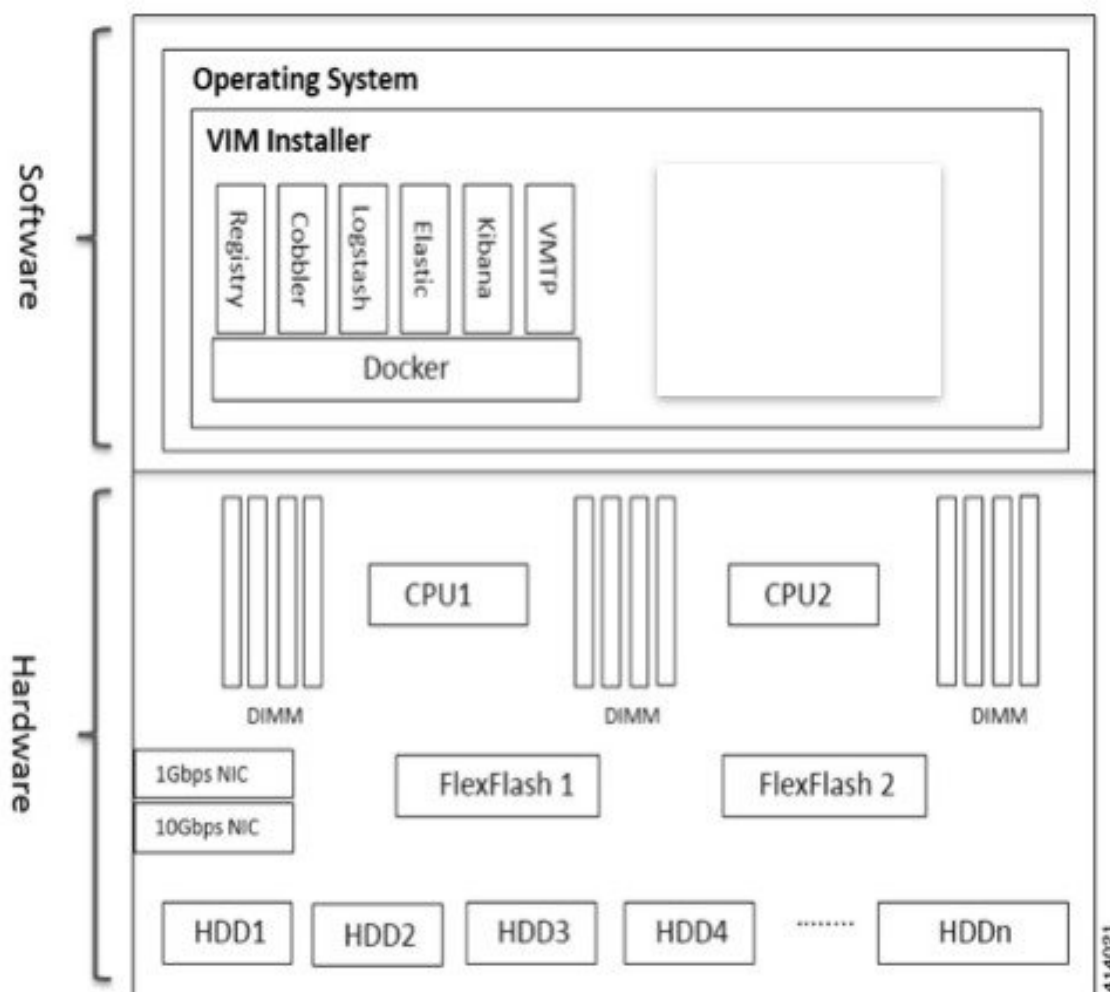 Software
Operating System
VIM Installer
Registry
Cobbler
Logstash
Elastic
Kibana
VMTP
Docker
Hardware
CPU1
CPU2
DIMM
DIMM
DIMM
1Gbps NIC
10Gbps NIC
FlexFlash 1
FlexFlash 2
HDD1
HDD2
HDD3
HDD4
........
HDDn